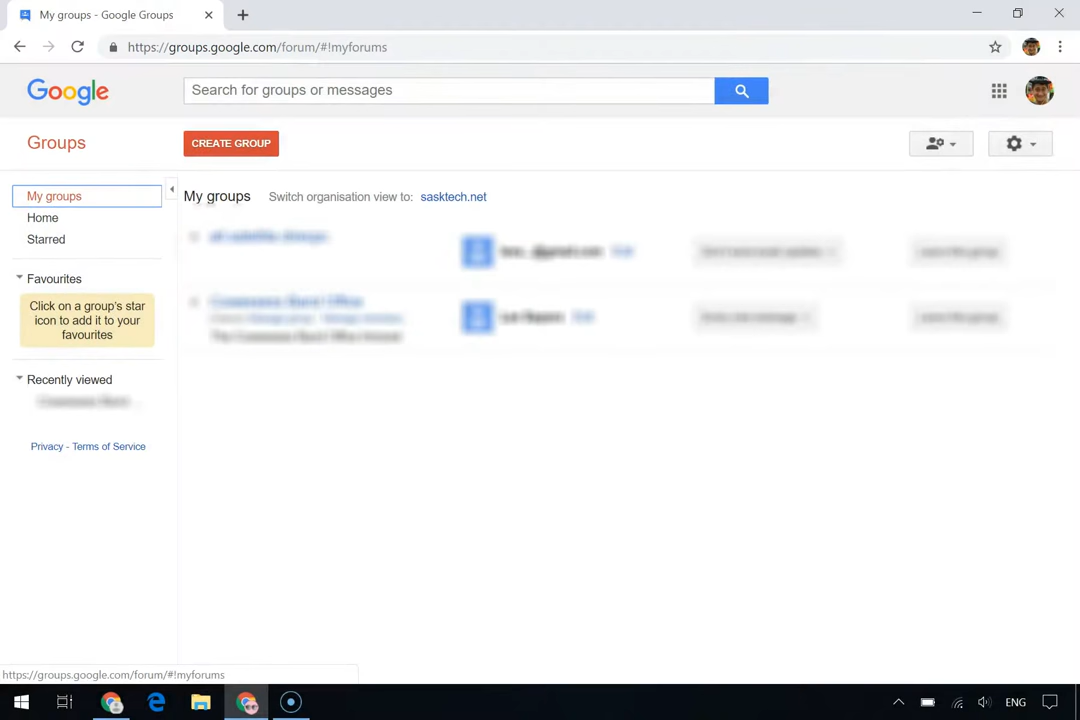 My groups - Google Groups
https://groups.google.com/forum/#!myforums
Google
Search for groups or messages
Groups
CREATE GROUP
My groups
Home
Starred
Favourites
Click on a group's star
icon to add it to your
favourites
Recently viewed
Privacy - Terms of Service
My groups Switch organisation view to: sasktech.net
https://groups.google.com/forum/#!myforums
ENG